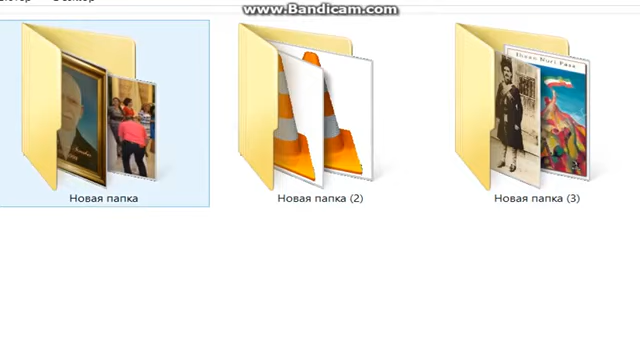 www.Bandicam.com
Новая папка
Новая папка (2)
Новая папка (3)